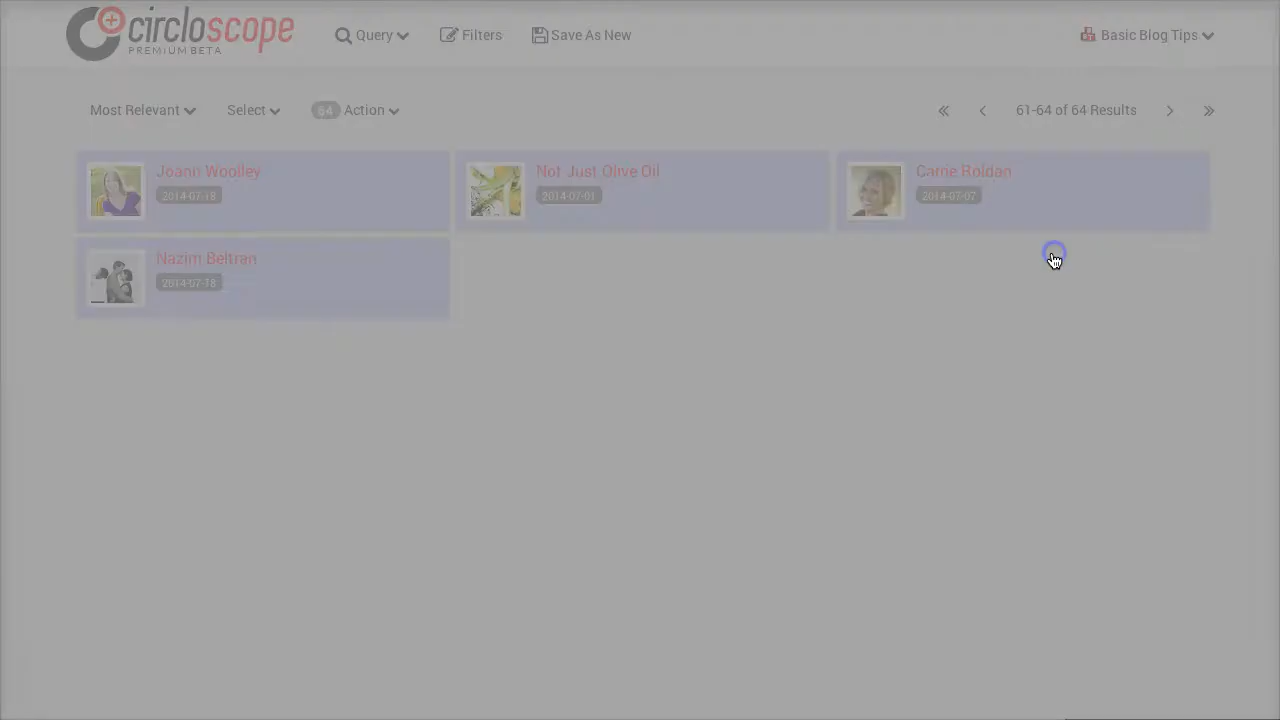 circloscope
PREMIUM BETA
Query
Filters
Save As New
Basic Blog Tips
Most Relevant
Select
64 Action
61-64 of 64 Results
Joann Woolley
2014-07-18
Not Just Olive Oil
2014-07-01
Carrie Roldan
2014-07-07
Nazim Beltran
2014-07-18